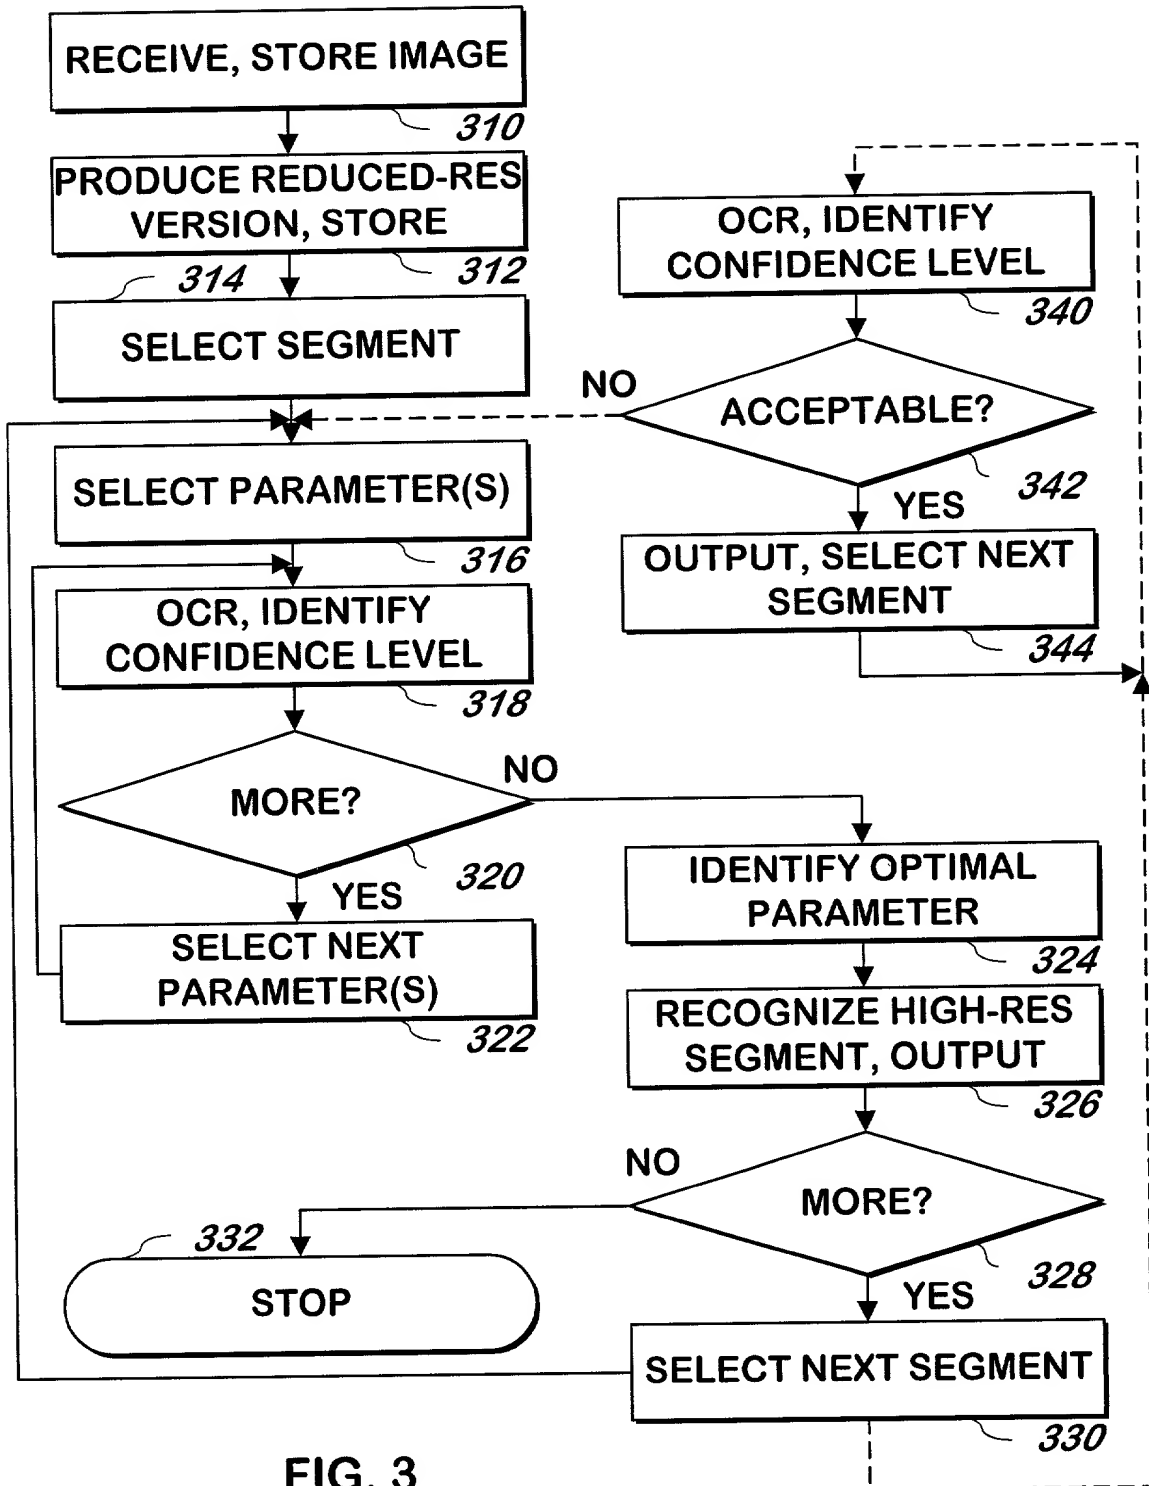 RECEIVE, STORE IMAGE
310
PRODUCE REDUCED-RES
VERSION, STORE
312
314
SELECT SEGMENT
SELECT PARAMETER(S)
316
OCR, IDENTIFY
CONFIDENCE LEVEL
318
MORE?
NO
320
YES
SELECT NEXT
PARAMETER(S)
322
OCR, IDENTIFY
CONFIDENCE LEVEL
340
NO
ACCEPTABLE?
342
YES
OUTPUT, SELECT NEXT
SEGMENT
344
IDENTIFY OPTIMAL
PARAMETER
324
RECOGNIZE HIGH-RES
SEGMENT, OUTPUT
326
NO
MORE?
328
YES
332
STOP
SELECT NEXT SEGMENT
330
FIG. 3